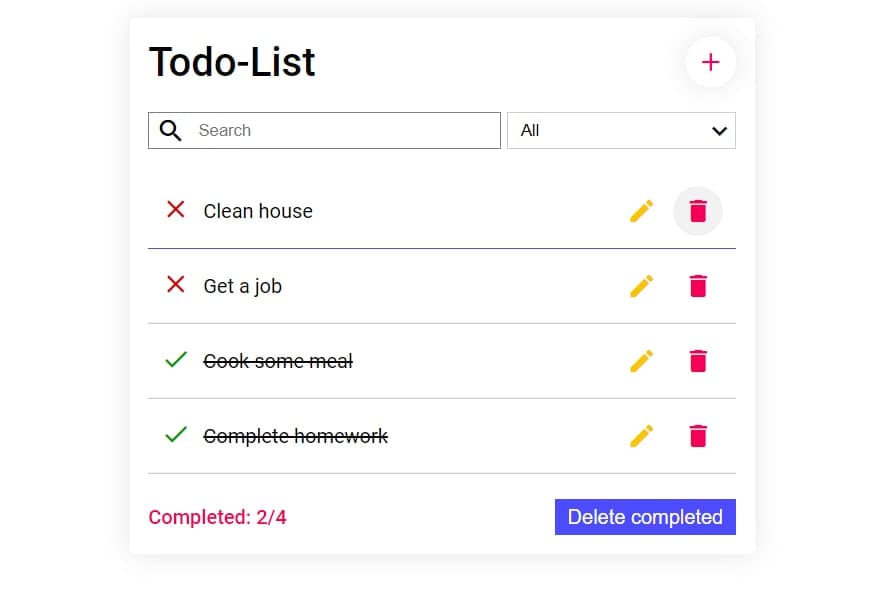 Todo-List
Search
All
Clean house
Get a job
Cook some meal
Complete homework
Completed: 2/4
Delete completed